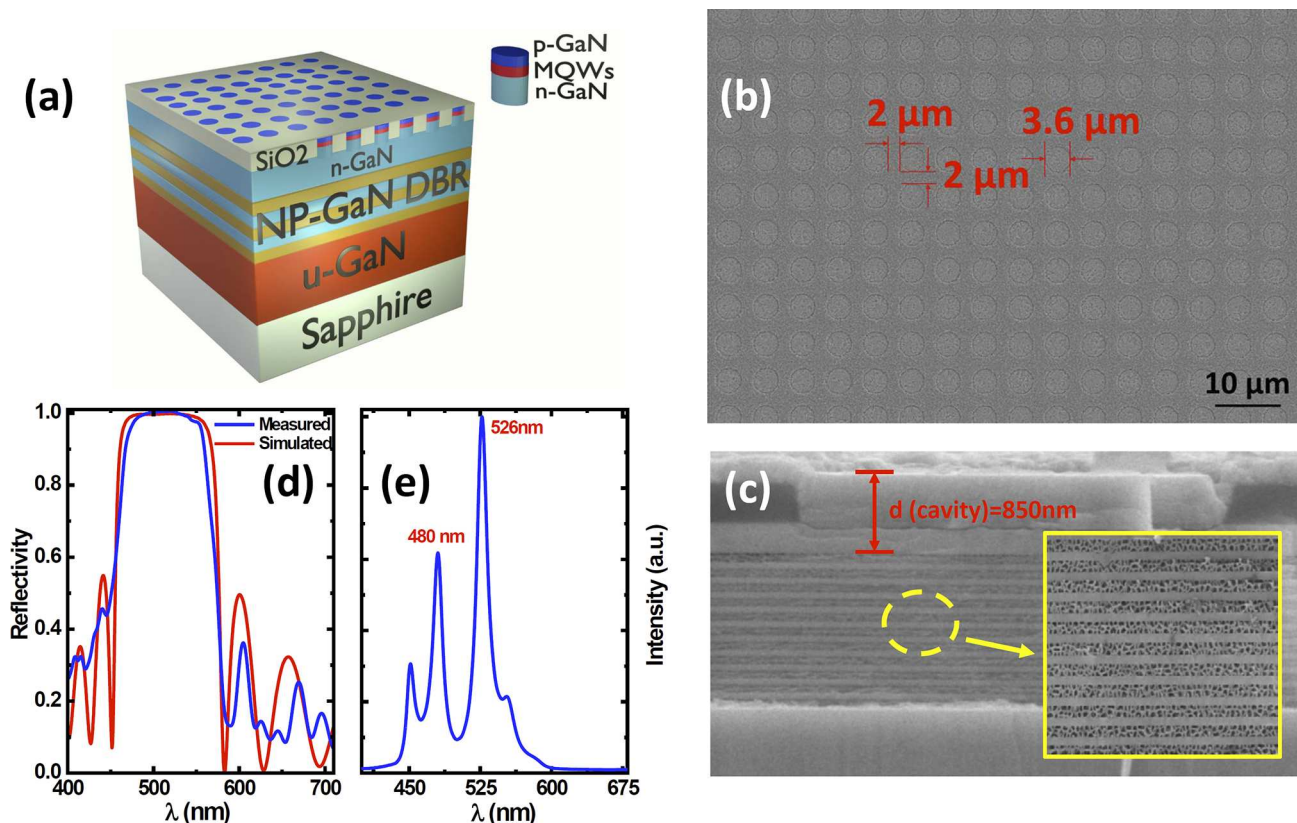 (a)
p-GaN
MQWs
n-GaN
SiO2
n-GaN
NP-GaN DBR
u-GaN
Sapphire
(b)
2 μm
3.6 μm
2 μm
10 μm
(c)
d (cavity)=850nm
(d)
Measured
Simulated
Reflectivity
1.0
0.8
0.6
0.4
0.2
0.0
400
500
600
700
λ (nm)
(e)
526nm
480 nm
Intensity (a.u.)
450
525
600
675
λ (nm)